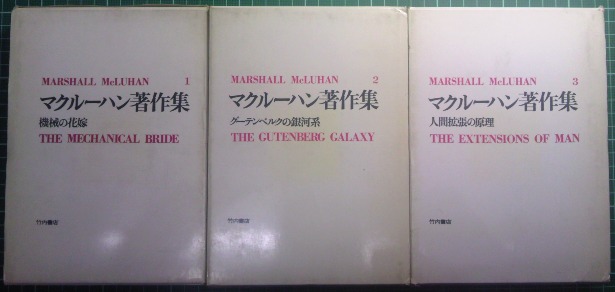 MARSHALL McLUHAN 1
マクルーハン著作集
機械の花嫁
THE MECHANICAL BRIDE
竹内書店
MARSHALL McLUHAN 2
マクルーハン著作集
グーテンベルクの銀河系
THE GUTENBERG GALAXY
竹内書店
MARSHALL McLUHAN 3
マクルーハン著作集
人間拡張の原理
THE EXTENSIONS OF MAN
竹内書店